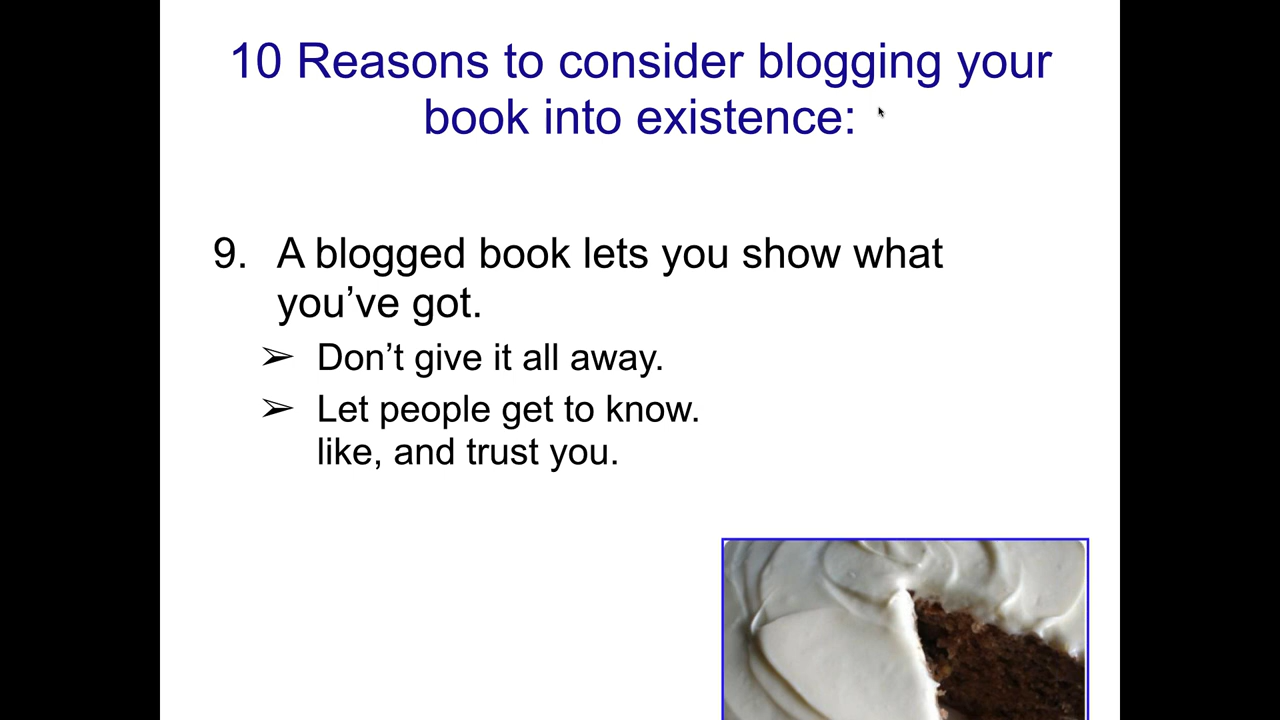 10 Reasons to consider blogging your
book into existence:
9. A blogged book lets you show what
you’ve got.
➢ Don’t give it all away.
➢ Let people get to know.
like, and trust you.